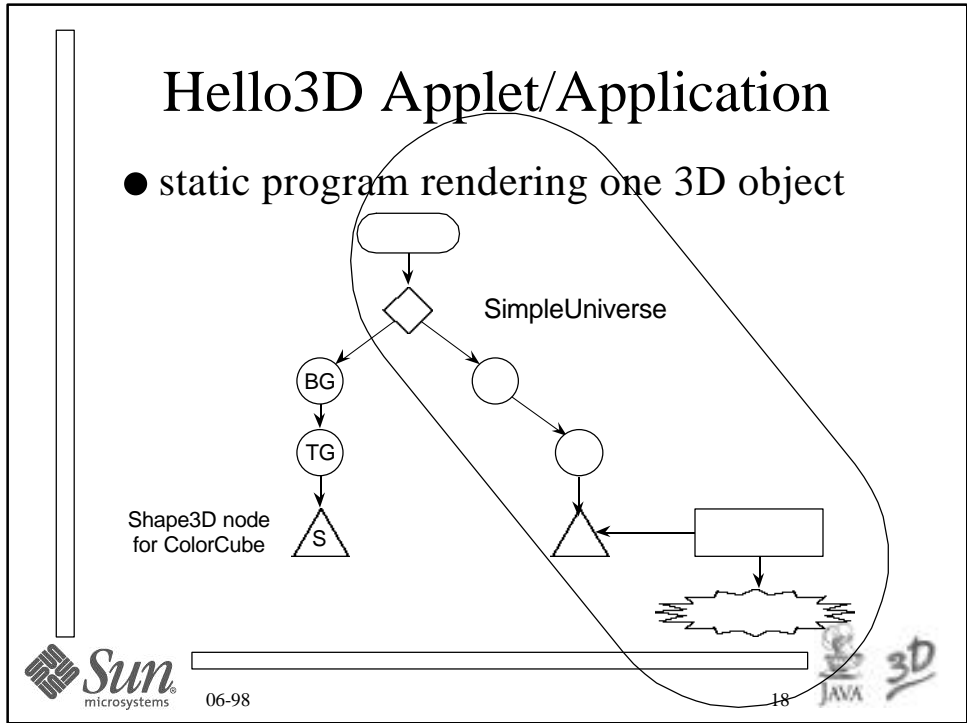 Hello3D Applet/Application
● static program rendering one 3D object
SimpleUniverse
BG
TG
Shape3D node
for ColorCube
S
Sun
microsystems
06-98
18
JAVA
3D